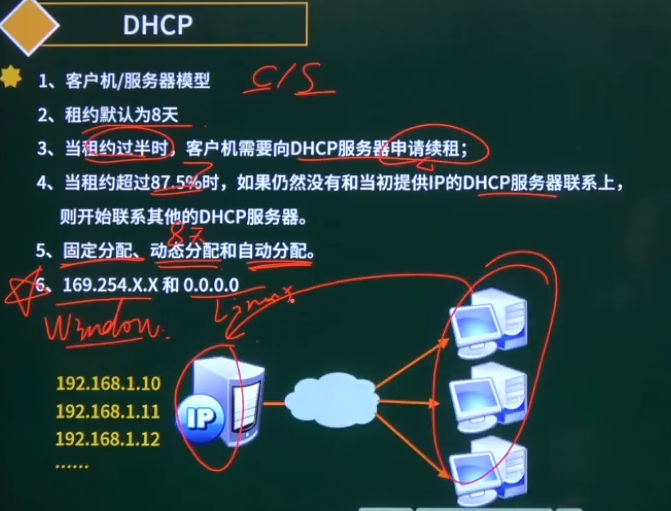 DHCP
1、客户机/服务器模型 C/S
2、租约默认为8天
3、当租约过半时，客户机需要向DHCP服务器申请续租；
4、当租约超过87.5%时，如果仍然没有和当初提供IP的DHCP服务器联系上，
则开始联系其他的DHCP服务器。
8天
5、固定分配、动态分配和自动分配。
6、169.254.X.X 和 0.0.0.0
Window. Linux
192.168.1.10
192.168.1.11
192.168.1.12
......
IP